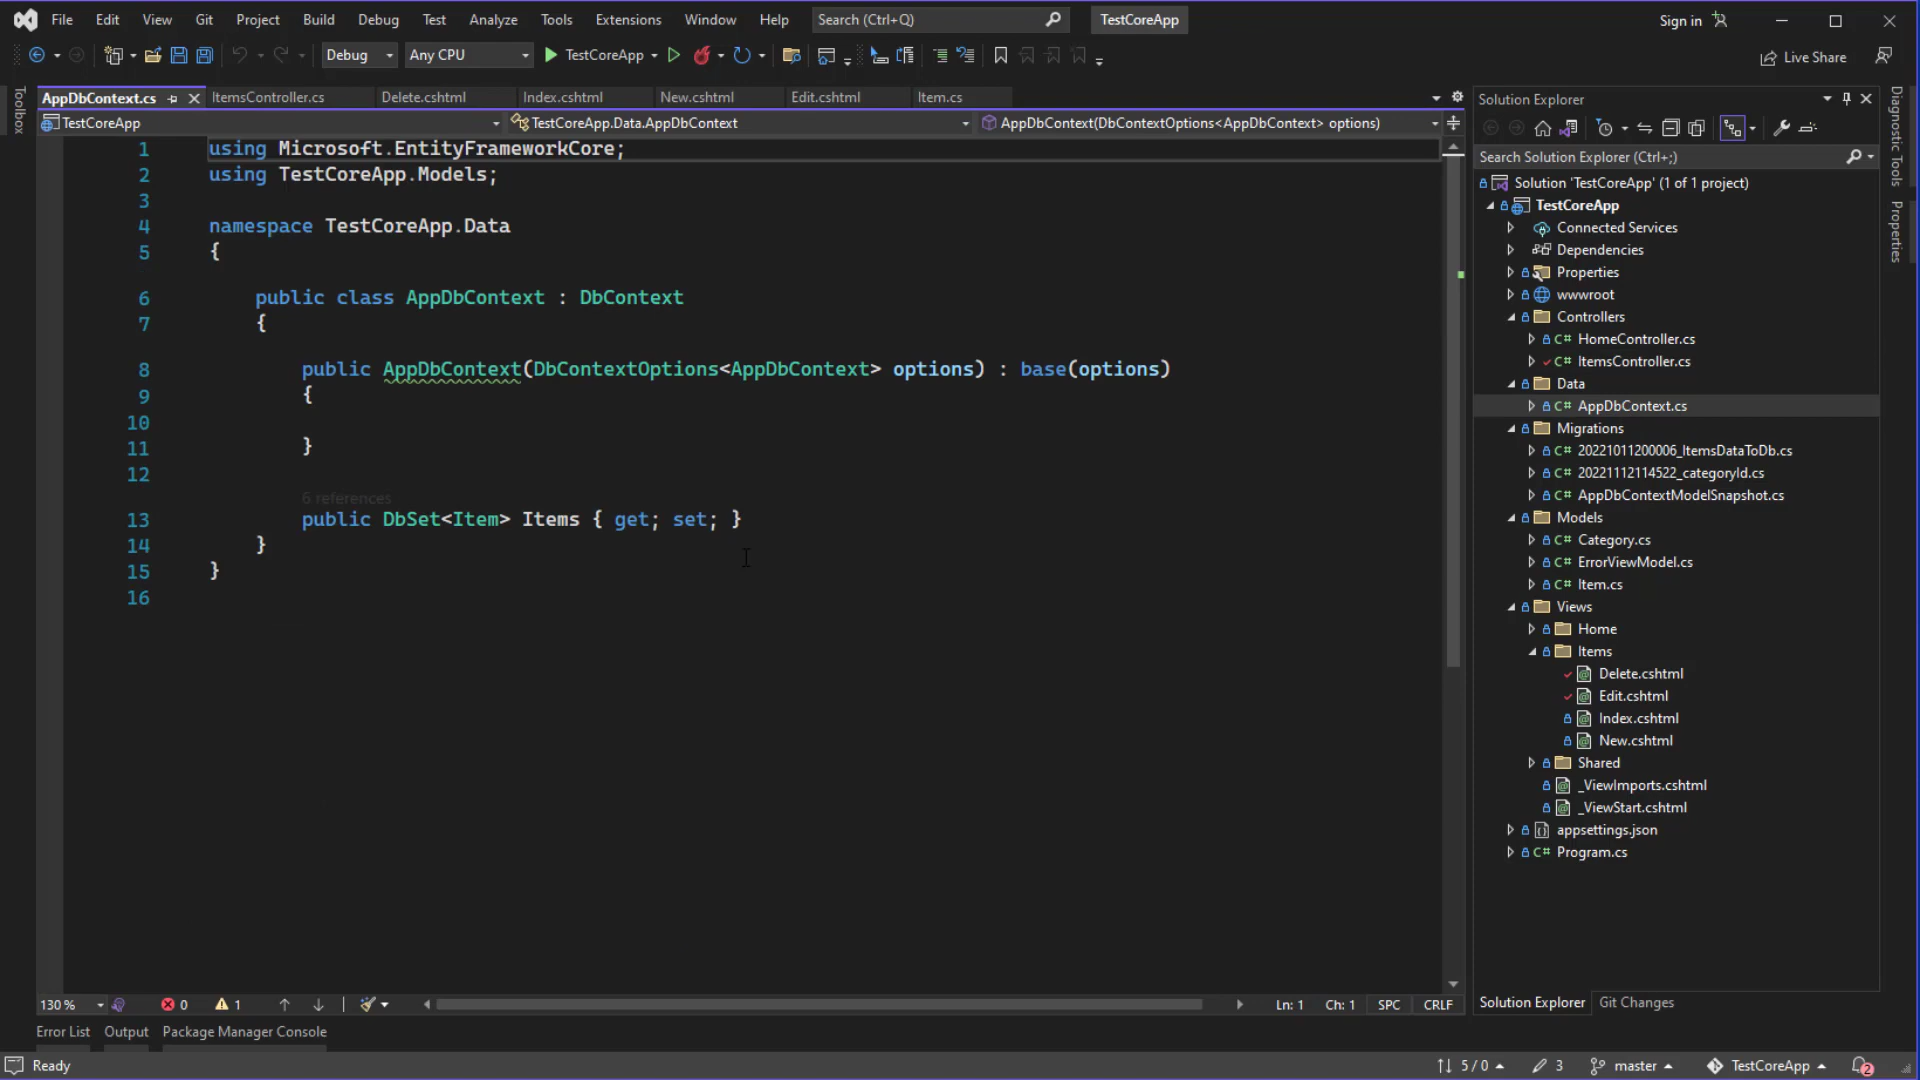 File Edit View Git Project Build Debug Test Analyze Tools Extensions Window Help Search (Ctrl+Q) TestCoreApp Sign in
Debug Any CPU TestCoreApp Live Share
Toolbox
AppDbContext.cs ItemsController.cs Delete.cshtml Index.cshtml New.cshtml Edit.cshtml Item.cs
TestCoreApp TestCoreApp.Data.AppDbContext AppDbContext(DbContextOptions<AppDbContext> options)
1 using Microsoft.EntityFrameworkCore;
2 using TestCoreApp.Models;
3
4 namespace TestCoreApp.Data
5 {
6 public class AppDbContext : DbContext
7 {
8 public AppDbContext(DbContextOptions<AppDbContext> options) : base(options)
9 {
10
11 }
12
6 references
13 public DbSet<Item> Items { get; set; }
14 }
15 }
16
130 % 0 1 Ln: 1 Ch: 1 SPC CRLF
Error List Output Package Manager Console
Solution Explorer
Search Solution Explorer (Ctrl+;)
Solution 'TestCoreApp' (1 of 1 project)
TestCoreApp
Connected Services
Dependencies
Properties
wwwroot
Controllers
C# HomeController.cs
C# ItemsController.cs
Data
C# AppDbContext.cs
Migrations
C# 20221011200006_ItemsDataToDb.cs
C# 20221112114522_categoryId.cs
C# AppDbContextModelSnapshot.cs
Models
C# Category.cs
C# ErrorViewModel.cs
C# Item.cs
Views
Home
Items
Delete.cshtml
Edit.cshtml
Index.cshtml
New.cshtml
Shared
_ViewImports.cshtml
_ViewStart.cshtml
appsettings.json
C# Program.cs
Solution Explorer Git Changes
Diagnostic Tools
Properties
Ready 5 / 0 3 master TestCoreApp 2